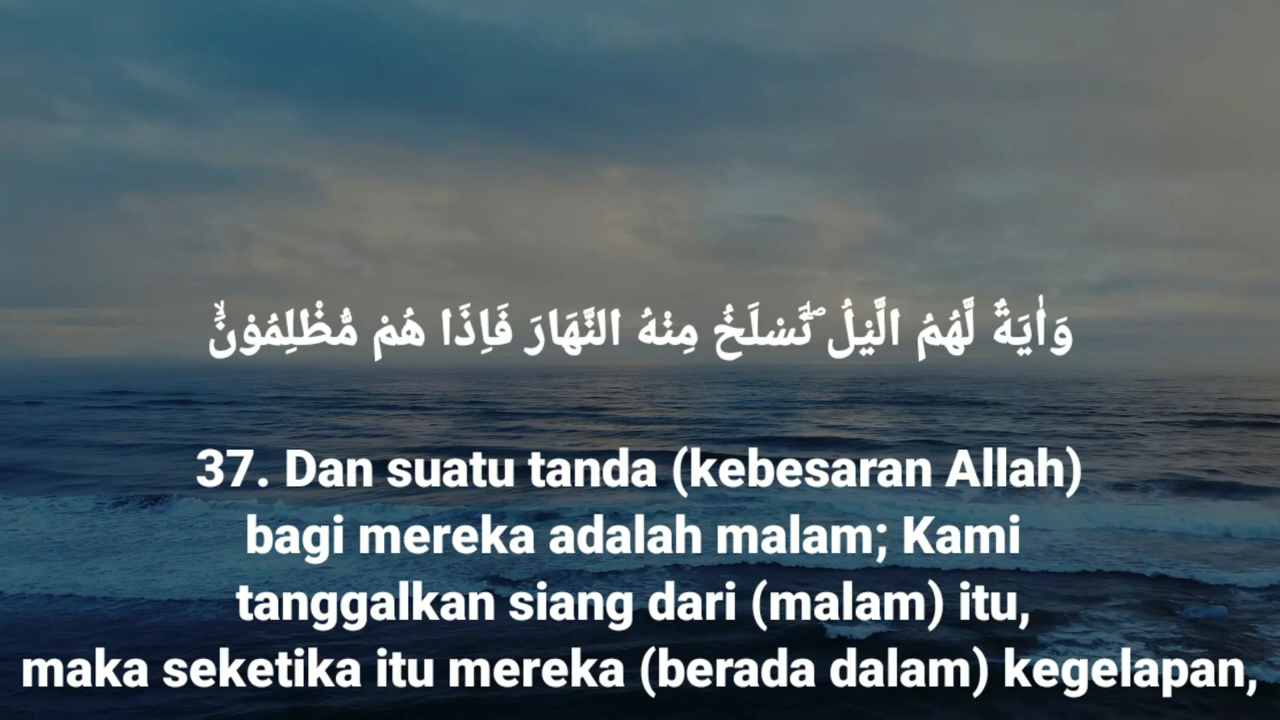 وَاٰيَةٌ لَّهُمُ الَّيْلُ ۖنَسْلَخُ مِنْهُ النَّهَارَ فَاِذَا هُمْ مُّظْلِمُوْنَۙ
37. Dan suatu tanda (kebesaran Allah)
bagi mereka adalah malam; Kami
tanggalkan siang dari (malam) itu,
maka seketika itu mereka (berada dalam) kegelapan,